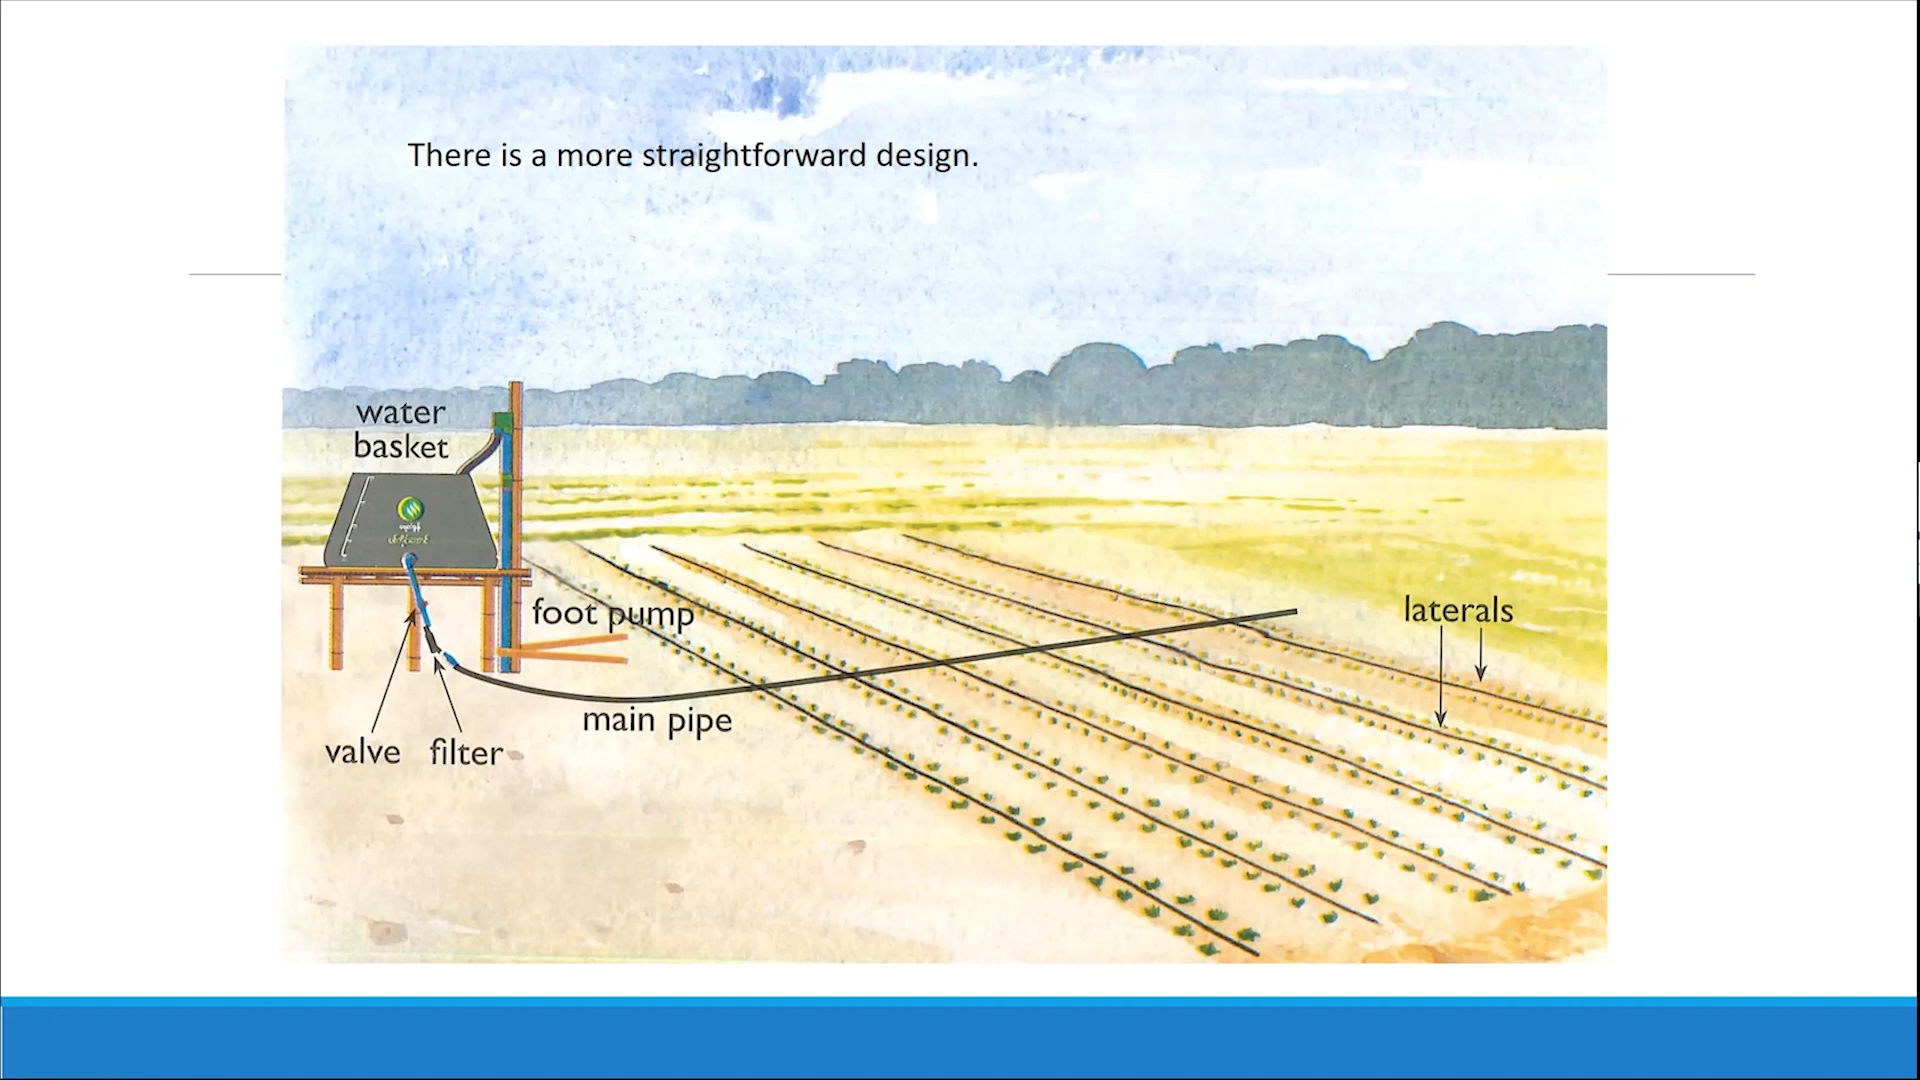 There is a more straightforward design.
water
basket
foot pump
laterals
main pipe
valve
filter